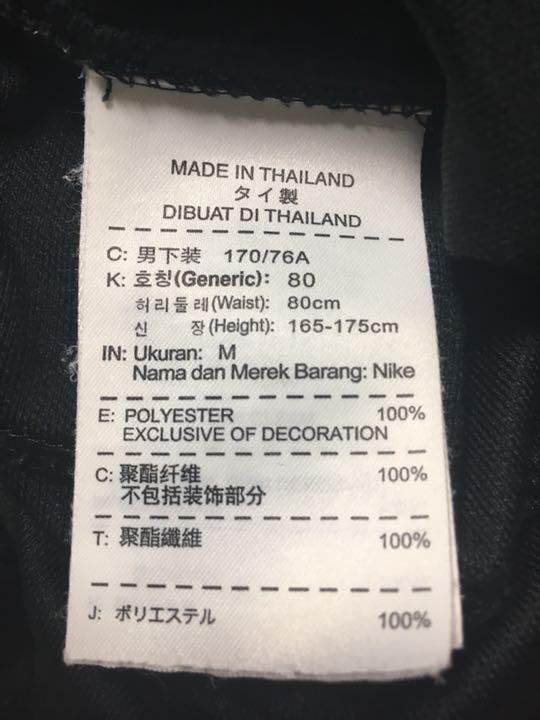 MADE IN THAILAND
タイ製
DIBUAT DI THAILAND
C: 男下装 170/76A
K: 호칭(Generic): 80
허리둘레(Waist): 80cm
신 장(Height): 165-175cm
IN: Ukuran: M
Nama dan Merek Barang: Nike
E: POLYESTER 100%
EXCLUSIVE OF DECORATION
C: 聚酯纤维 100%
不包括装饰部分
T: 聚酯纖維 100%
J: ポリエステル 100%